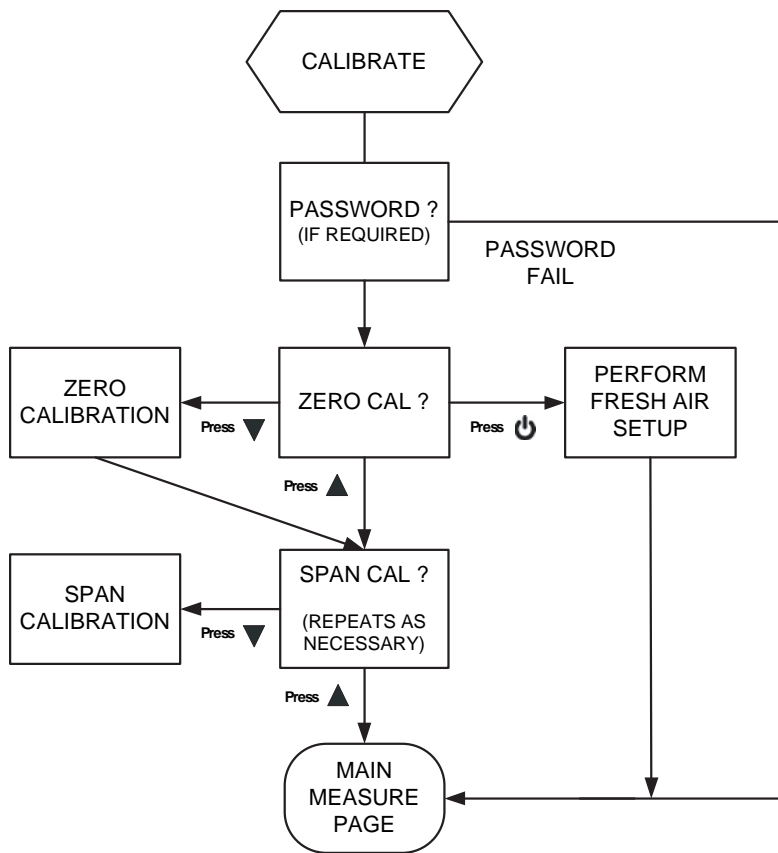 CALIBRATE
PASSWORD ?
(IF REQUIRED)
PASSWORD
FAIL
ZERO
CALIBRATION
Press
ZERO CAL ?
Press
PERFORM
FRESH AIR
SETUP
Press
SPAN
CALIBRATION
Press
SPAN CAL ?
(REPEATS AS
NECESSARY)
Press
MAIN
MEASURE
PAGE